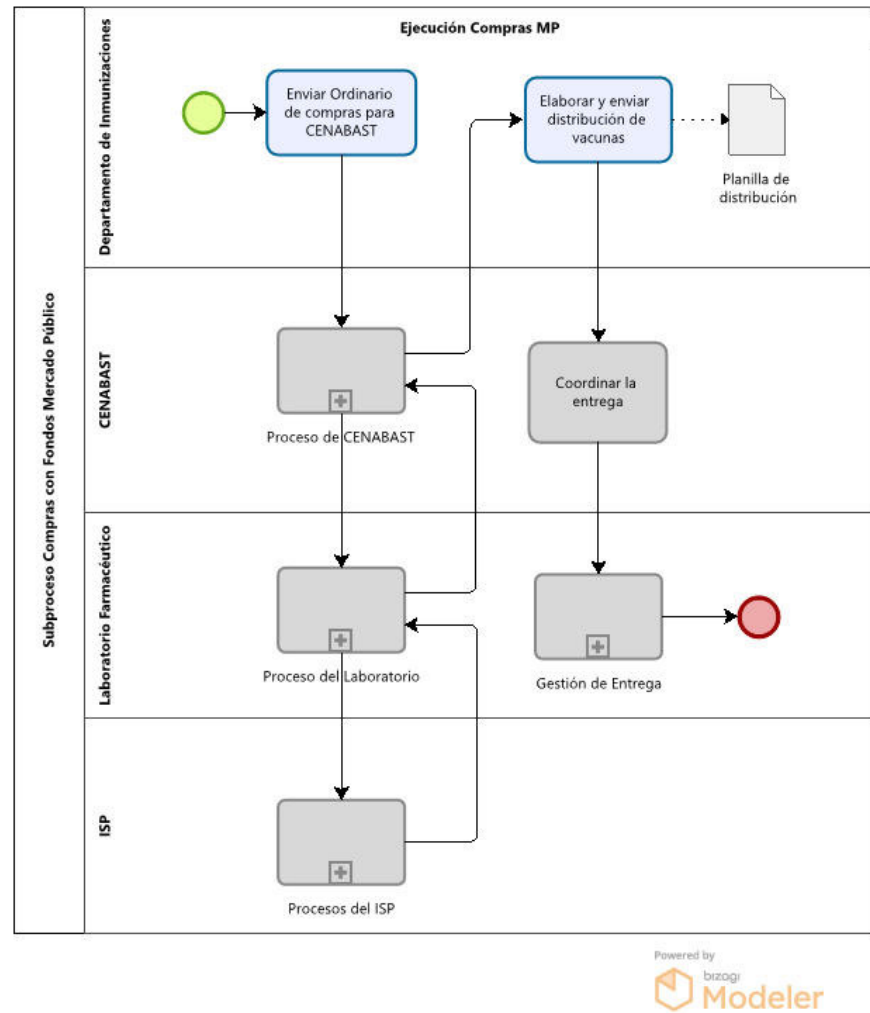 Ejecución Compras MP
Subproceso Compras con Fondos Mercado Público
Departamento de Inmunizaciones
Enviar Ordinario
de compras para
CENABAST
Elaborar y enviar
distribución de
vacunas
Planilla de
distribución
CENABAST
Proceso de CENABAST
Coordinar la
entrega
Laboratorio Farmacéutico
Proceso del Laboratorio
Gestión de Entrega
ISP
Procesos del ISP
Powered by
bizagi
Modeler